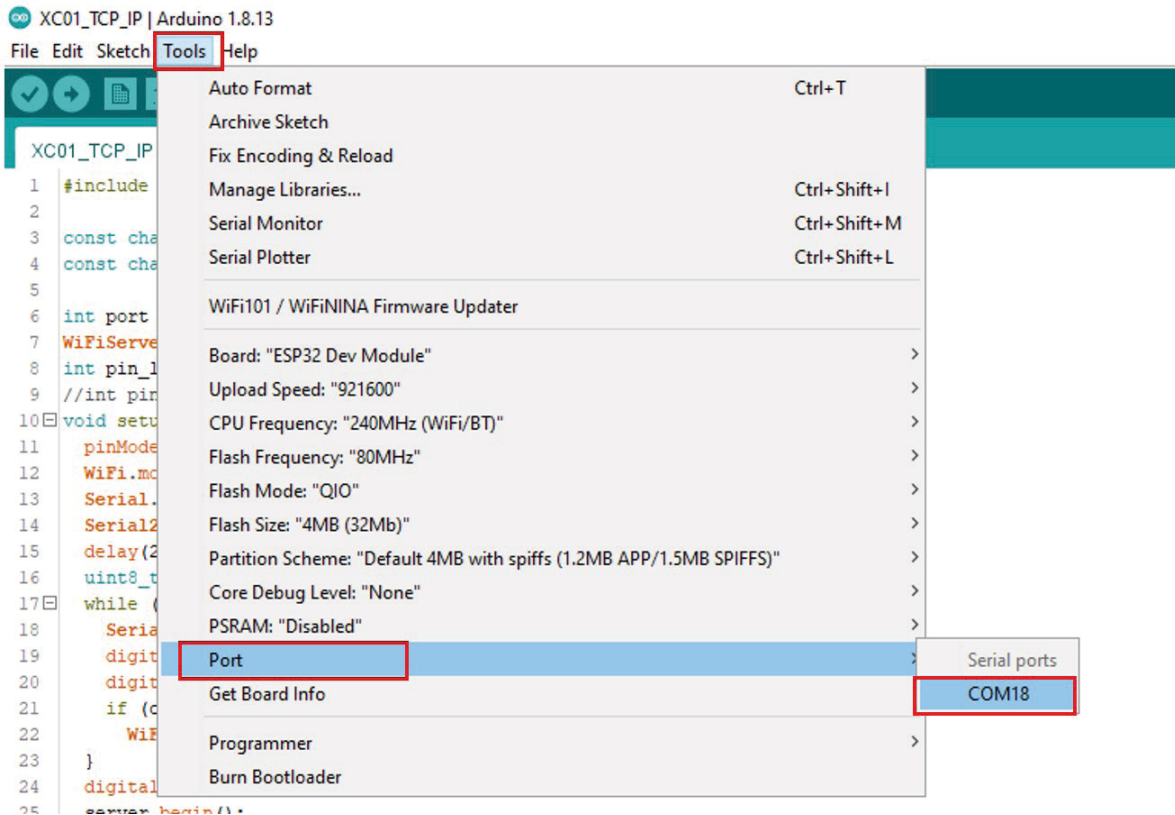 XC01_TCP_IP | Arduino 1.8.13
File Edit Sketch Tools Help
Auto Format Ctrl+T
Archive Sketch
Fix Encoding & Reload
Manage Libraries... Ctrl+Shift+I
Serial Monitor Ctrl+Shift+M
Serial Plotter Ctrl+Shift+L
WiFi101 / WiFiNINA Firmware Updater
Board: "ESP32 Dev Module"
Upload Speed: "921600"
CPU Frequency: "240MHz (WiFi/BT)"
Flash Frequency: "80MHz"
Flash Mode: "QIO"
Flash Size: "4MB (32Mb)"
Partition Scheme: "Default 4MB with spiffs (1.2MB APP/1.5MB SPIFFS)"
Core Debug Level: "None"
PSRAM: "Disabled"
Port
Get Board Info
Programmer
Burn Bootloader
Serial ports
COM18
XC01_TCP_IP
1 #include
2
3 const cha
4 const cha
5
6 int port
7 WiFiServe
8 int pin_l
9 //int pin
10 void setu
11 pinMode
12 WiFi.mo
13 Serial.
14 Serial2
15 delay(2
16 uint8_t
17 while (
18 Seria
19 digit
20 digit
21 if (c
22 WiF
23 }
24 digital
25 server.begin();